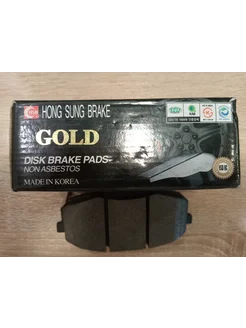 HONG SUNG BRAKE
GOLD
DISK BRAKE PADS
NON ASBESTOS
MADE IN KOREA